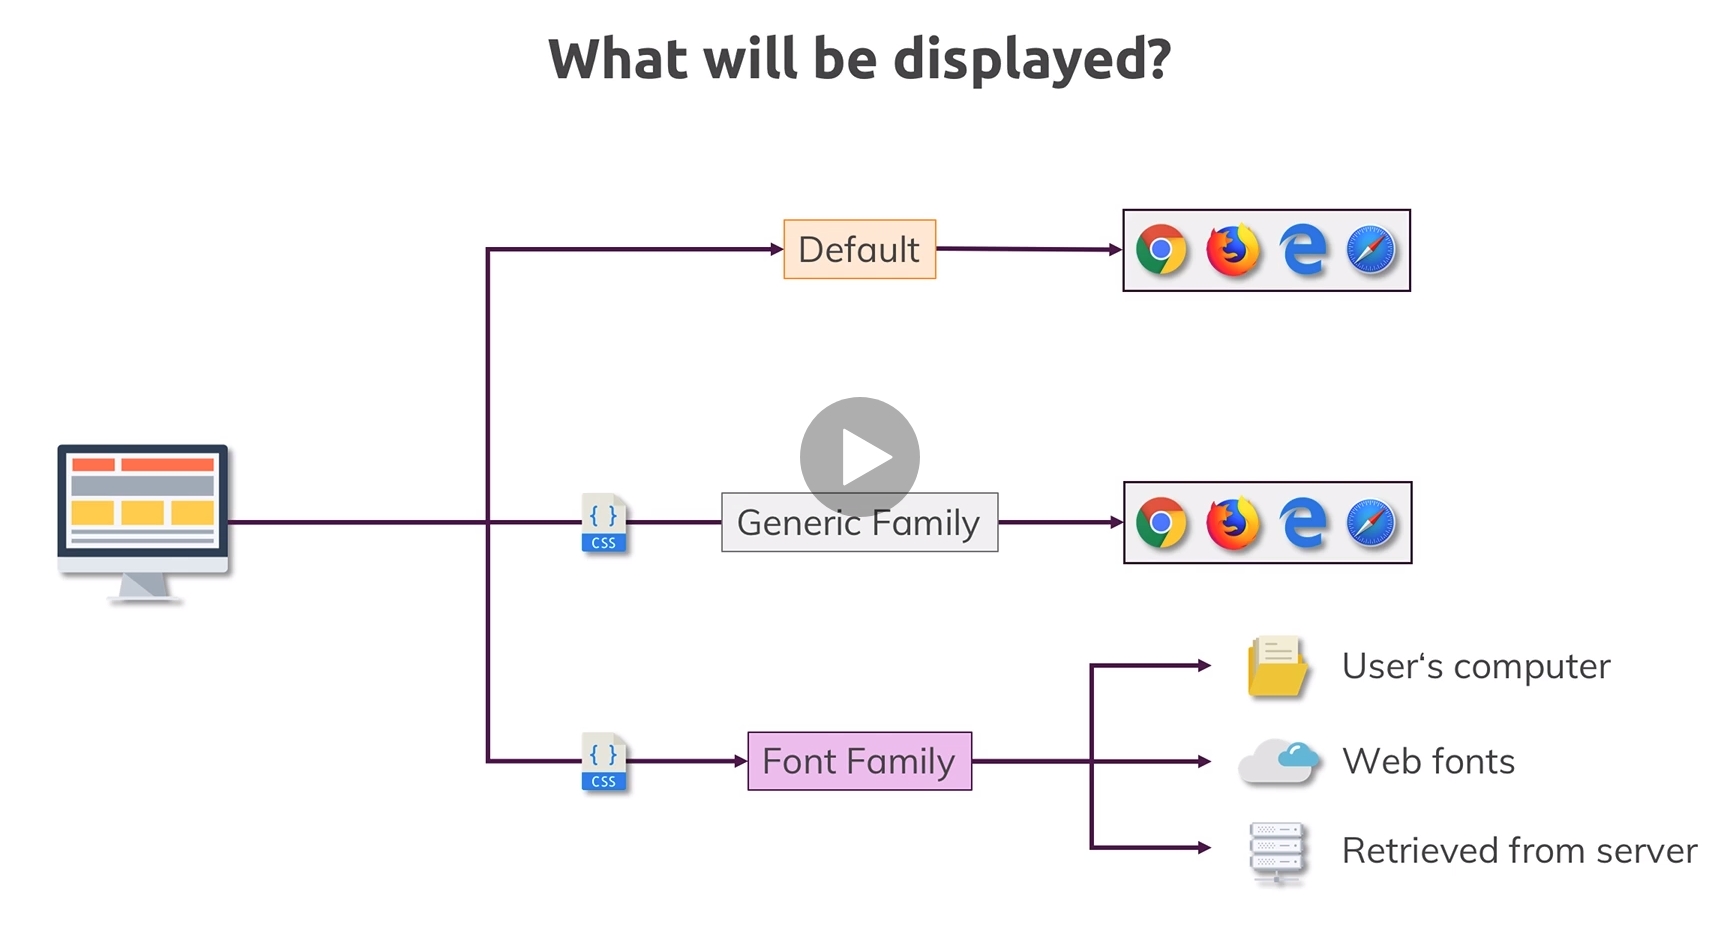 What will be displayed?
Default
{ }
CSS
Generic Family
User‘s computer
{ }
CSS
Font Family
Web fonts
Retrieved from server